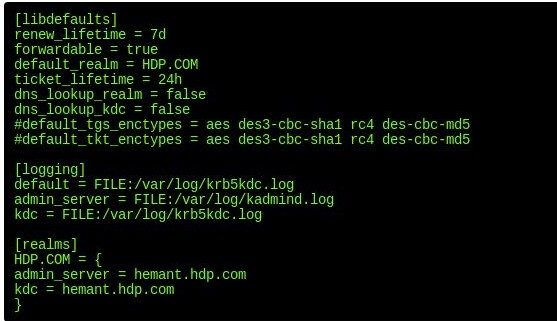 [libdefaults]
renew_lifetime = 7d
forwardable = true
default_realm = HDP.COM
ticket_lifetime = 24h
dns_lookup_realm = false
dns_lookup_kdc = false
#default_tgs_enctypes = aes des3-cbc-sha1 rc4 des-cbc-md5
#default_tkt_enctypes = aes des3-cbc-sha1 rc4 des-cbc-md5
[logging]
default = FILE:/var/log/krb5kdc.log
admin_server = FILE:/var/log/kadmind.log
kdc = FILE:/var/log/krb5kdc.log
[realms]
HDP.COM = {
admin_server = hemant.hdp.com
kdc = hemant.hdp.com
}